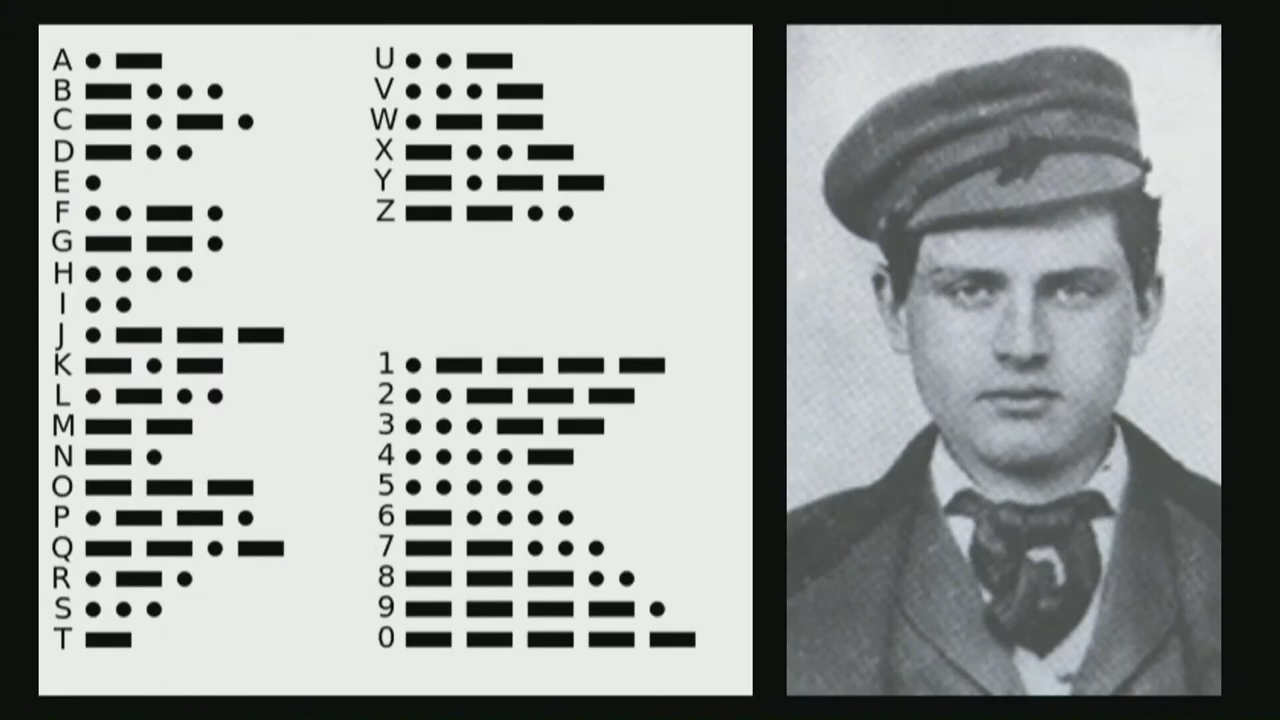 A • —
B — • • •
C — • — •
D — • •
E •
F • • — •
G — — •
H • • • •
I • •
J • — — —
K — • —
L • — • •
M — —
N — •
O — — —
P • — — •
Q — — • —
R • — •
S • • •
T —
U • • —
V • • • —
W • — —
X — • • —
Y — • — —
Z — — • •
1 • — — — —
2 • • — — —
3 • • • — —
4 • • • • —
5 • • • • •
6 — • • • •
7 — — • • •
8 — — — • •
9 — — — — •
0 — — — — —